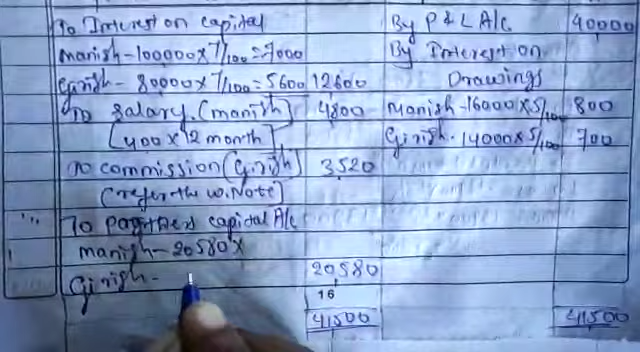 To Interest on capital By P & L A/c 40000
Manish - 100000 x 7/100 = 7000 By Interest on
Girish - 80000 x 7/100 = 5600 12600 Drawings
To salary (manish) 4800 Manish - 16000 x 5/100 800
(400 x 12 month) Girish - 14000 x 5/100 700
To commission (Girish) 3520
(refer the w. Note)
To Partners capital A/c
Manish - 20580 x
Girish - 20580
16
41500 41500